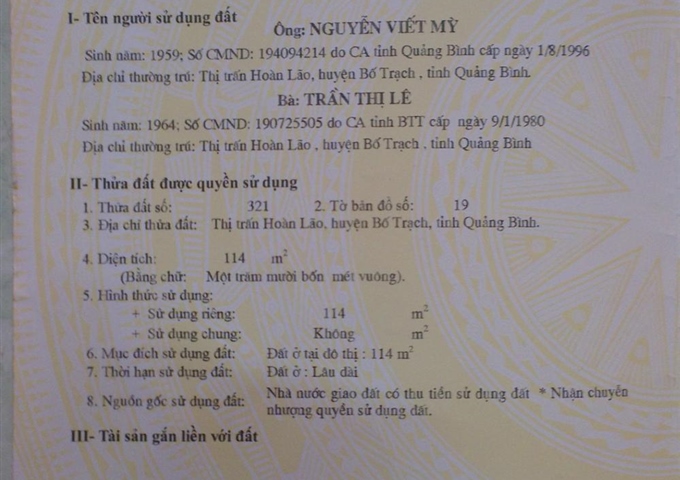 I- Tên người sử dụng đất
Ông: NGUYỄN VIẾT MỲ
Sinh năm: 1959; Số CMND: 194094214 do CA tỉnh Quảng Bình cấp ngày 1/8/1996
Địa chỉ thường trú: Thị trấn Hoàn Lão, huyện Bố Trạch , tỉnh Quảng Bình.
Bà: TRẦN THỊ LÊ
Sinh năm: 1964; Số CMND: 190725505 do CA tỉnh BTT cấp ngày 9/1/1980
Địa chỉ thường trú: Thị trấn Hoàn Lão , huyện Bố Trạch , tỉnh Quảng Bình
II- Thửa đất được quyền sử dụng
1. Thửa đất số: 321 2. Tờ bản đồ số: 19
3. Địa chỉ thửa đất: Thị trấn Hoàn Lão, huyện Bố Trạch, tỉnh Quảng Bình.
4. Diện tích: 114 m²
(Bằng chữ: Một trăm mười bốn mét vuông).
5. Hình thức sử dụng:
+ Sử dụng riêng: 114 m²
+ Sử dụng chung: Không m²
6. Mục đích sử dụng đất: Đất ở tại đô thị : 114 m²
7. Thời hạn sử dụng đất: Đất ở : Lâu dài
8. Nguồn gốc sử dụng đất: Nhà nước giao đất có thu tiền sử dụng đất * Nhận chuyển
nhượng quyền sử dụng đất.
III- Tài sản gắn liền với đất